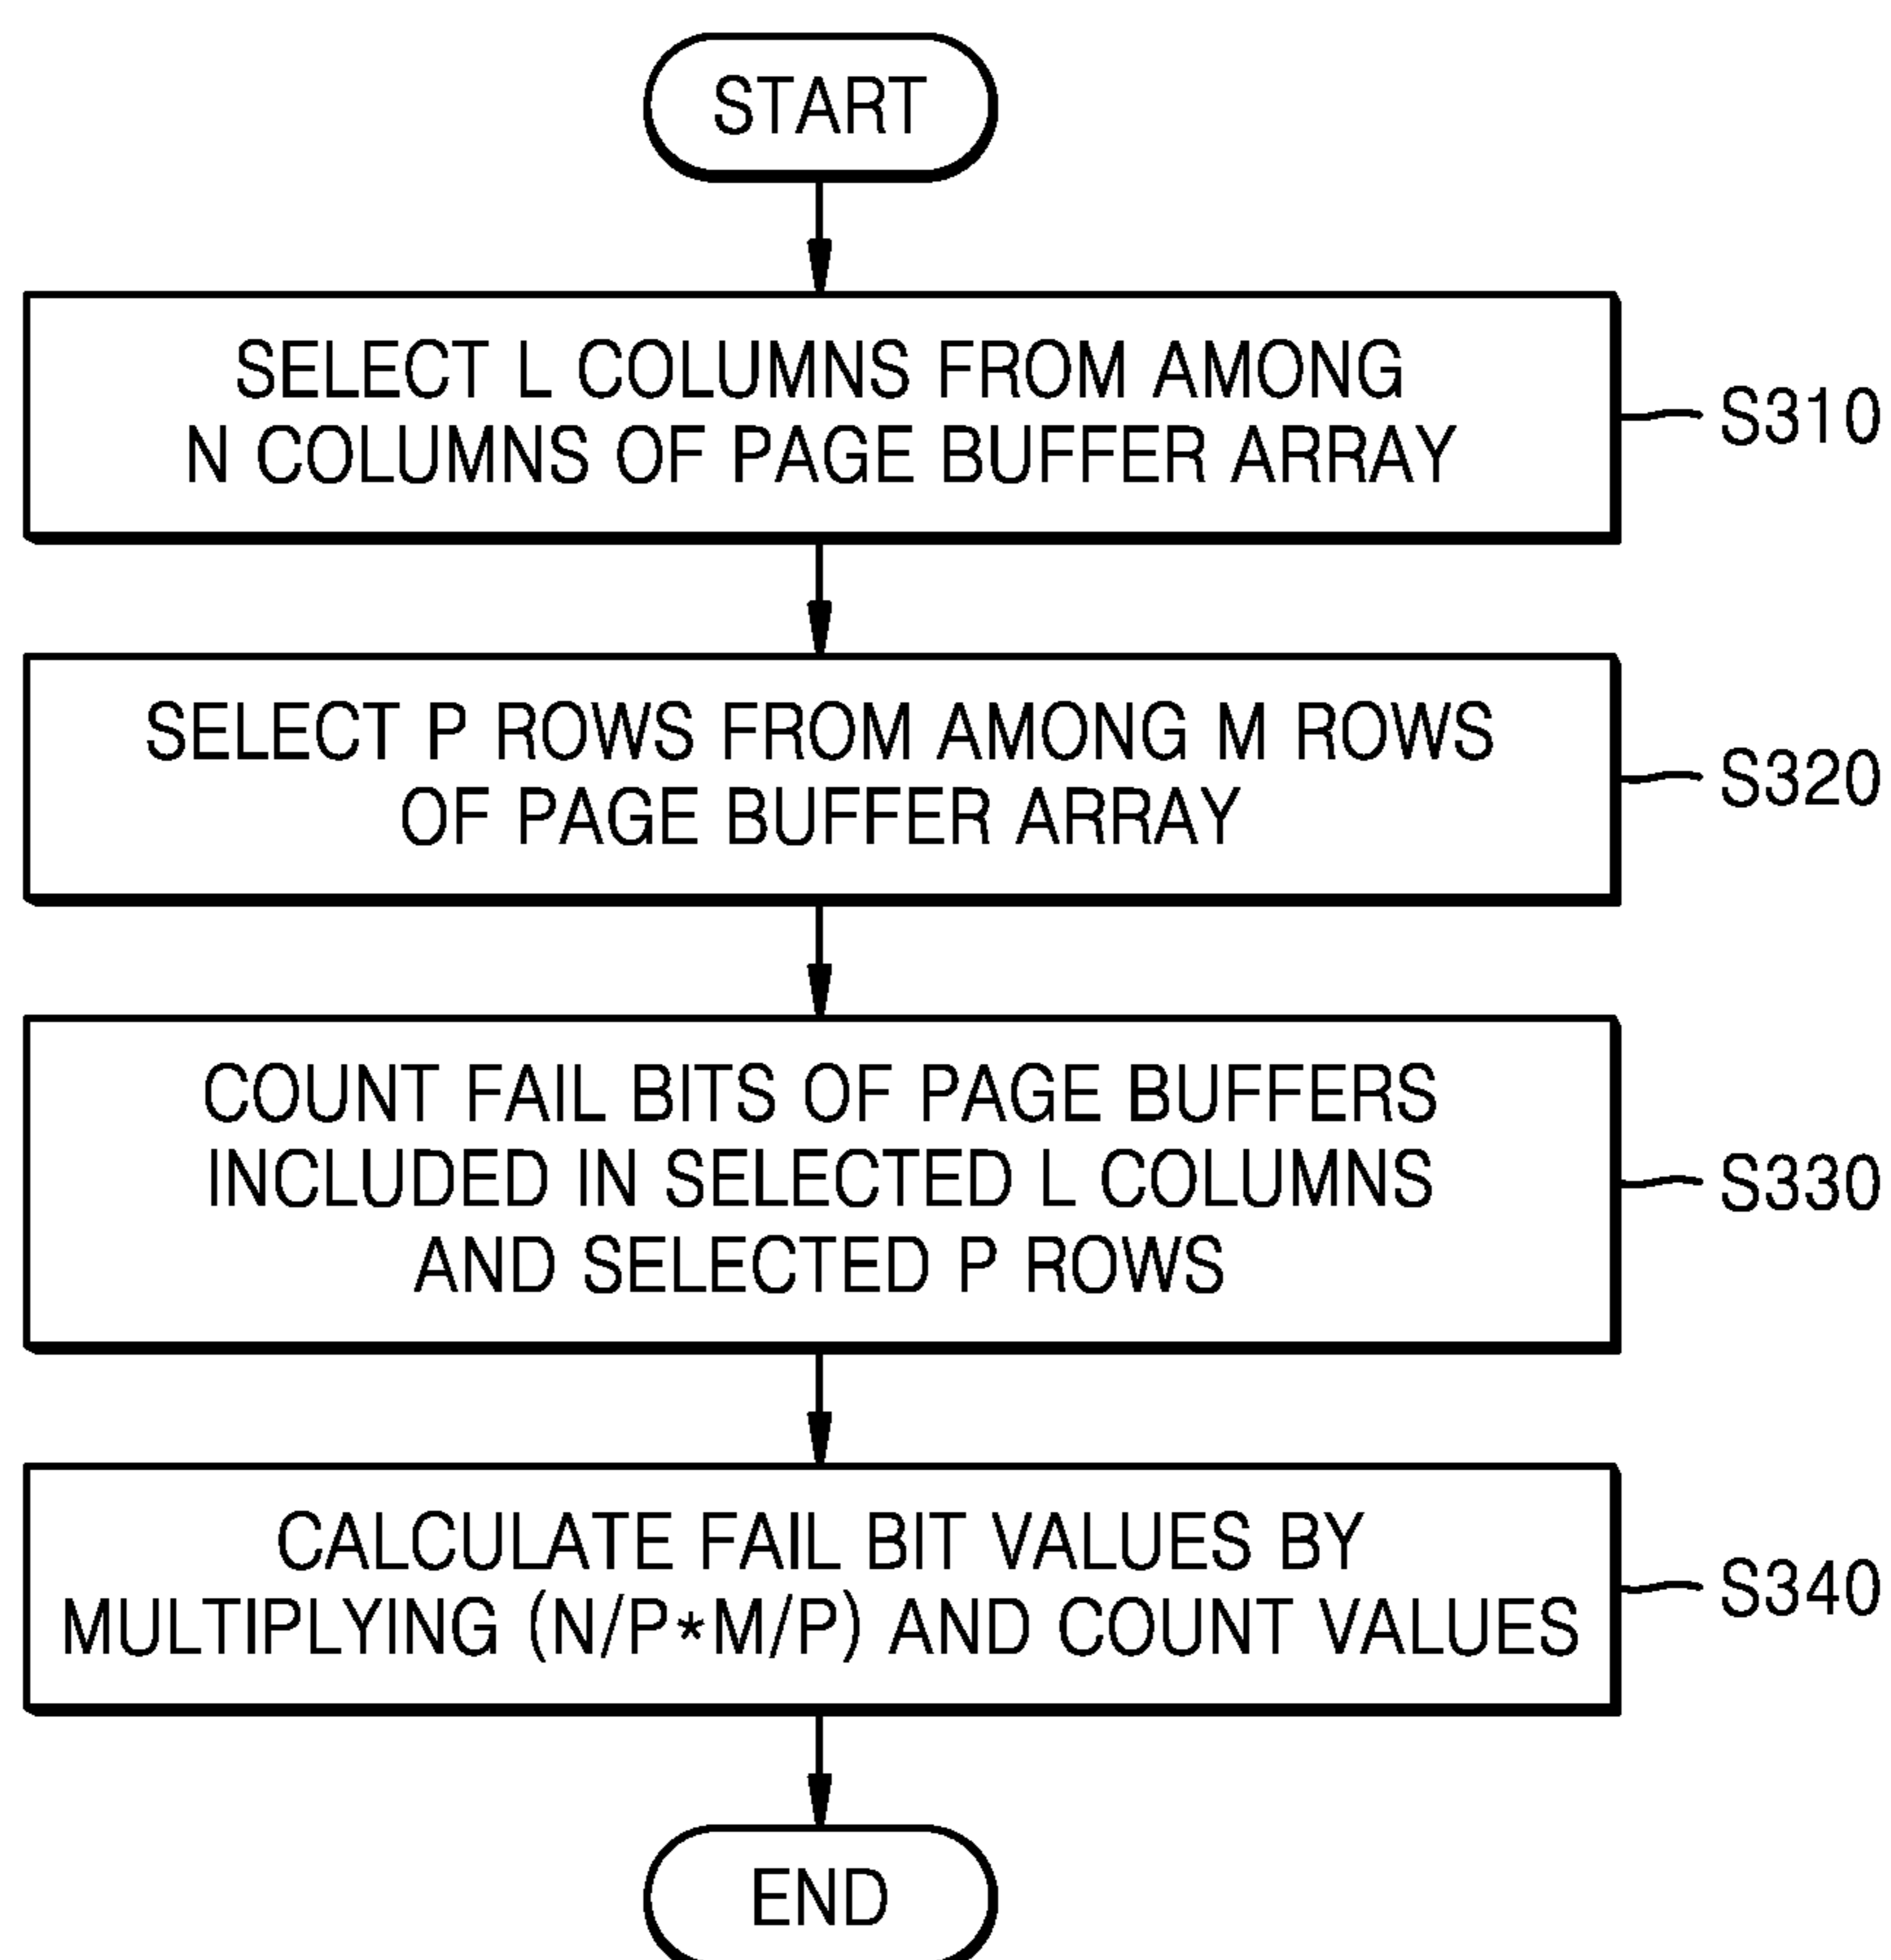 START
SELECT L COLUMNS FROM AMONG
N COLUMNS OF PAGE BUFFER ARRAY
S310
SELECT P ROWS FROM AMONG M ROWS
OF PAGE BUFFER ARRAY
S320
COUNT FAIL BITS OF PAGE BUFFERS
INCLUDED IN SELECTED L COLUMNS
AND SELECTED P ROWS
S330
CALCULATE FAIL BIT VALUES BY
MULTIPLYING (N/P*M/P) AND COUNT VALUES
S340
END